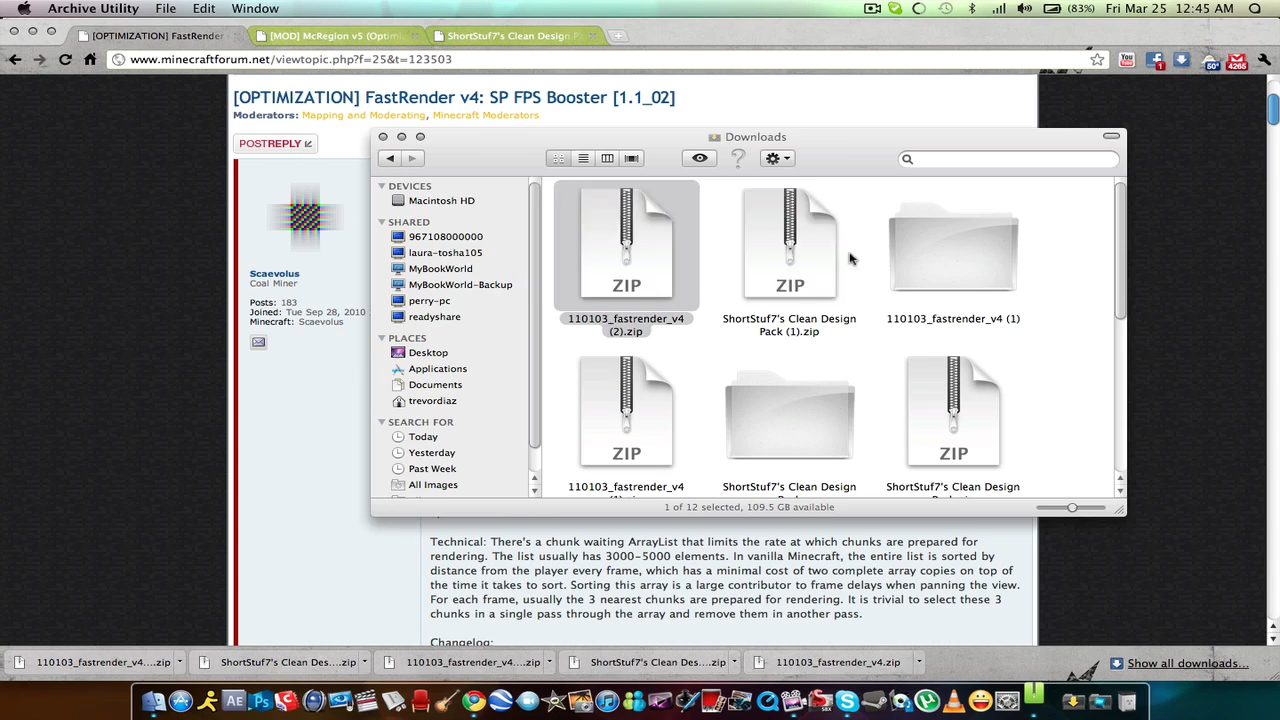 Archive Utility File Edit Window (83%) Fri Mar 25 12:45 AM
[OPTIMIZATION] FastRender [MOD] McRegion v5 (Optimi ShortStuf7's Clean Design P
www.minecraftforum.net/viewtopic.php?f=25&t=123503 You Tube 1 50° 4265
[OPTIMIZATION] FastRender v4: SP FPS Booster [1.1_02]
Moderators: Mapping and Moderating, Minecraft Moderators
POSTREPLY
Scaevolus
Coal Miner
Posts: 183
Joined: Tue Sep 28, 2010
Minecraft: Scaevolus
Downloads
DEVICES
Macintosh HD
SHARED
967108000000
laura-tosha105
MyBookWorld
MyBookWorld-Backup
perry-pc
readyshare
PLACES
Desktop
Applications
Documents
trevordiaz
SEARCH FOR
Today
Yesterday
Past Week
All Images
ZIP ZIP
110103_fastrender_v4 (2).zip
ShortStuf7's Clean Design Pack (1).zip
110103_fastrender_v4 (1)
ZIP ZIP
110103_fastrender_v4
ShortStuf7's Clean Design
ShortStuf7's Clean Design
1 of 12 selected, 109.5 GB available
Technical: There's a chunk waiting ArrayList that limits the rate at which chunks are prepared for
rendering. The list usually has 3000-5000 elements. In vanilla Minecraft, the entire list is sorted by
distance from the player every frame, which has a minimal cost of two complete array copies on top of
the time it takes to sort. Sorting this array is a large contributor to frame delays when panning the view.
For each frame, usually the 3 nearest chunks are prepared for rendering. It is trivial to select these 3
chunks in a single pass through the array and remove them in another pass.
Changelog:
110103_fastrender_v4....zip ShortStuf7's Clean Des....zip 110103_fastrender_v4....zip ShortStuf7's Clean Des....zip 110103_fastrender_v4.zip Show all downloads...